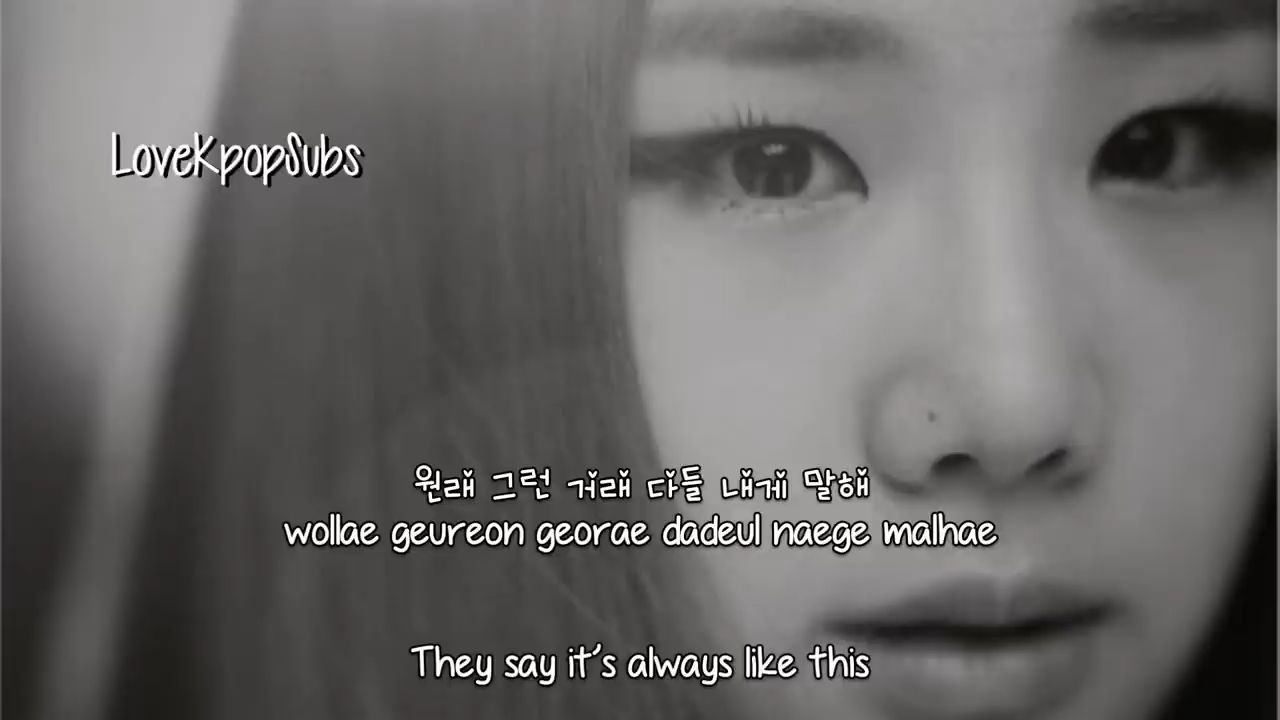 LoveKpopSubs
원래 그런 거래 다들 내게 말해
wollae geureon georae dadeul naege malhae
They say it's always like this